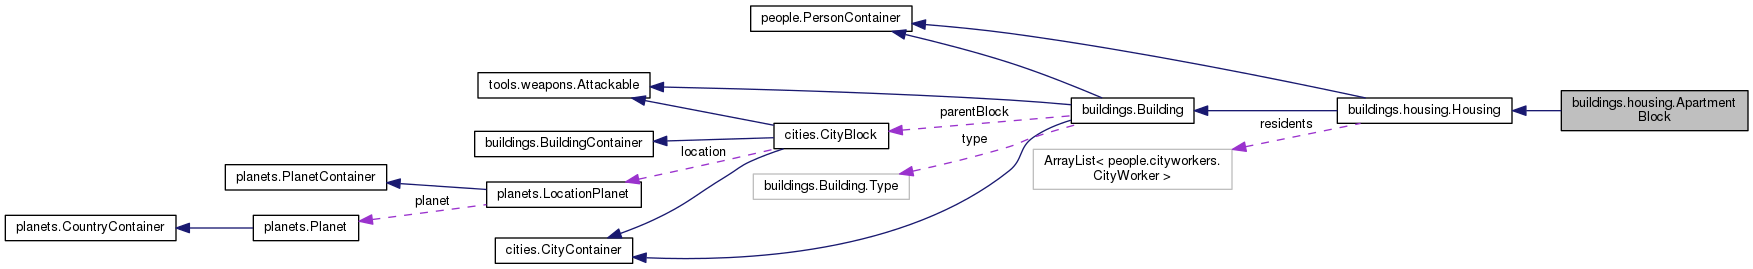 people.PersonContainer
tools.weapons.Attackable
buildings.housing.Apartment
Block
buildings.Building
buildings.housing.Housing
parentBlock
residents
cities.CityBlock
type
buildings.BuildingContainer
location
ArrayList< people.cityworkers.
CityWorker >
planets.PlanetContainer
buildings.Building.Type
planets.LocationPlanet
planet
planets.CountryContainer
planets.Planet
cities.CityContainer